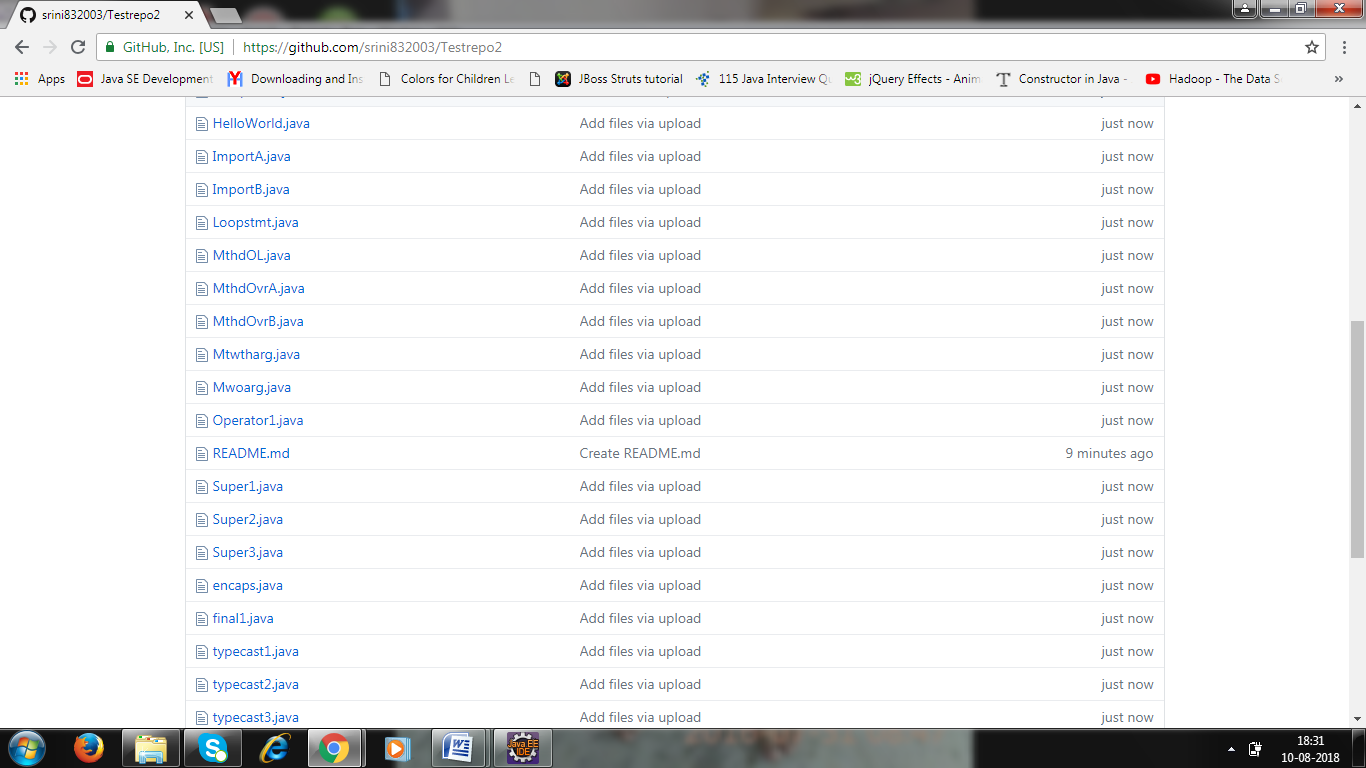 srini832003/Testrepo2
GitHub, Inc. [US] https://github.com/srini832003/Testrepo2
Apps Java SE Development Downloading and Ins Colors for Children Le JBoss Struts tutorial 115 Java Interview Qu jQuery Effects - Anim Constructor in Java - Hadoop - The Data S »
HelloWorld.java Add files via upload just now
ImportA.java Add files via upload just now
ImportB.java Add files via upload just now
Loopstmt.java Add files via upload just now
MthdOL.java Add files via upload just now
MthdOvrA.java Add files via upload just now
MthdOvrB.java Add files via upload just now
Mtwtharg.java Add files via upload just now
Mwoarg.java Add files via upload just now
Operator1.java Add files via upload just now
README.md Create README.md 9 minutes ago
Super1.java Add files via upload just now
Super2.java Add files via upload just now
Super3.java Add files via upload just now
encaps.java Add files via upload just now
final1.java Add files via upload just now
typecast1.java Add files via upload just now
typecast2.java Add files via upload just now
typecast3.java Add files via upload just now
Java EE
IDE
18:31
10-08-2018